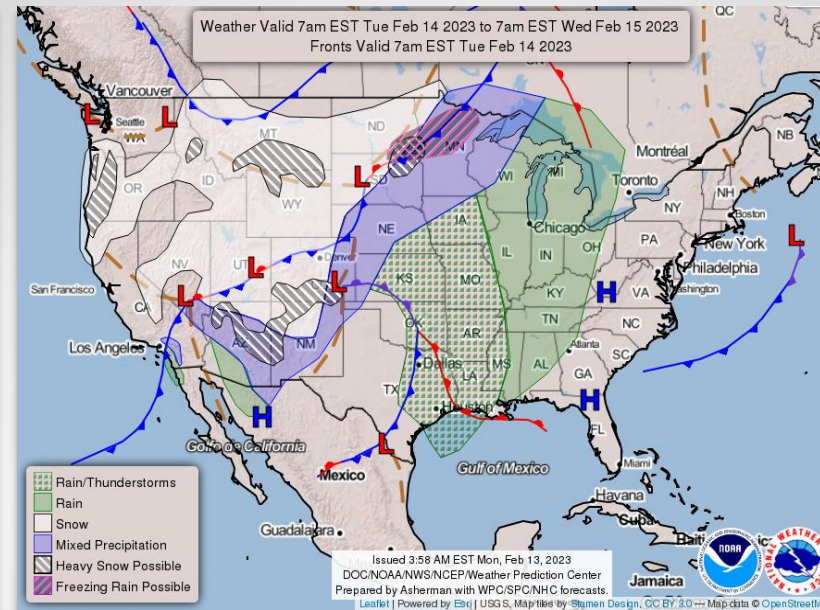 Weather Valid 7am EST Tue Feb 14 2023 to 7am EST Wed Feb 15 2023
Fronts Valid 7am EST Tue Feb 14 2023
QC
ON
Vancouver
L
L
Seattle
WA
MT
ND
MN
NB
OR
ID
L
SD
WI
MI
Montréal
Toronto
WY
NH
NY
Boston
NE
IA
Chicago
NV
UT
L
Denver
IL
IN
OH
PA
New York
L
Philadelphia
San Francisco
CA
L
L
KS
MO
KY
H
VA
Washington
OK
TN
NC
Los Angeles
AZ
NM
AR
Atlanta
SC
Dallas
MS
AL
GA
TX
LA
H
Houston
H
FL
Golfo de California
L
Mexico
Gulf of Mexico
Miami
Havana
Cuba
Guadalajara
Jamaica
Rain/Thunderstorms
Rain
Snow
Mixed Precipitation
Heavy Snow Possible
Freezing Rain Possible
Issued 3:58 AM EST Mon, Feb 13, 2023
DOC/NOAA/NWS/NCEP/Weather Prediction Center
Prepared by Asherman with WPC/SPC/NHC forecasts.
NOAA
NATIONAL WEATHER
Leaflet | Powered by Esri | USGS, Map tiles by Stamen Design, CC BY 3.0 — Map data © OpenStreetM